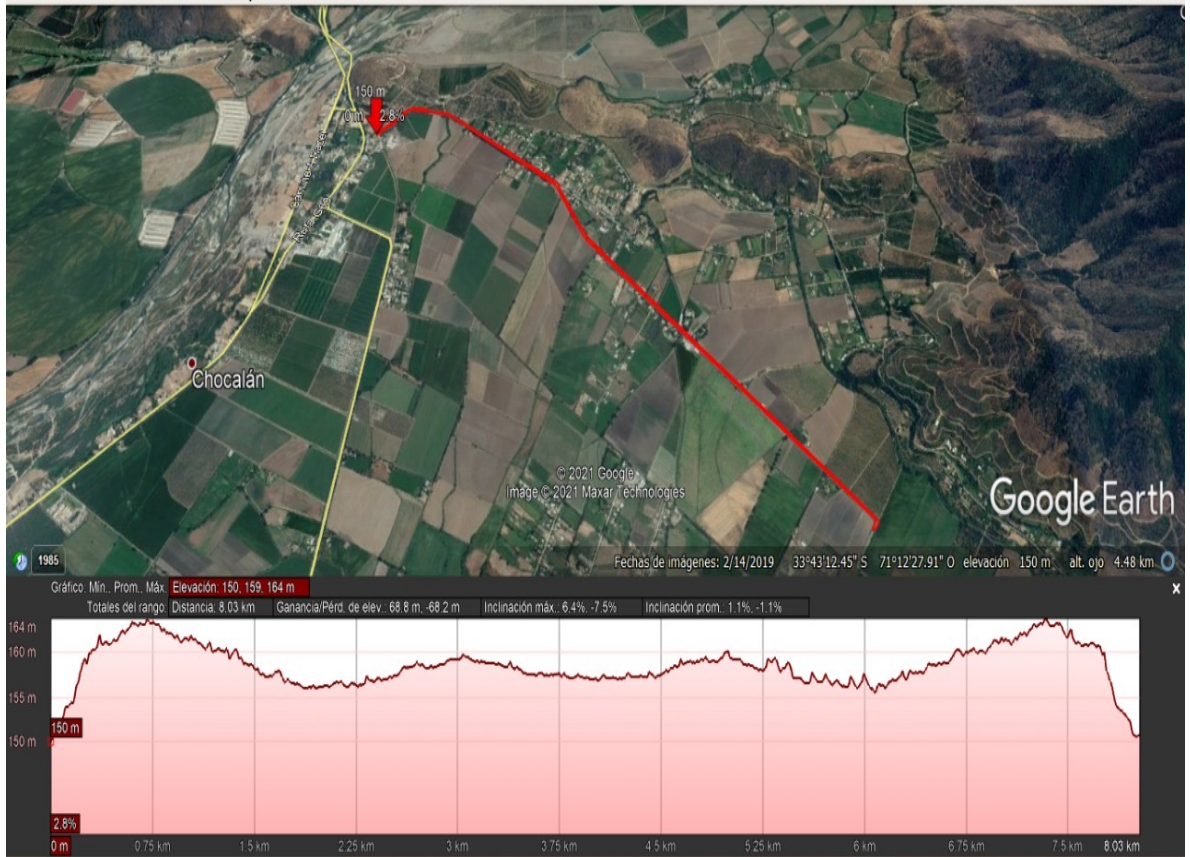 150 m
0 m 2.8%
Chocalán
© 2021 Google
Image © 2021 Maxar Technologies
Google Earth
1985
Fechas de imágenes: 2/14/2019 33°43'12.45" S 71°12'27.91" O elevación 150 m alt. ojo 4.48 km
Gráfico: Mín., Prom., Máx. Elevación: 150, 159, 164 m
Totales del rango: Distancia: 8.03 km Ganancia/Pérd. de elev.: 68.8 m, -68.2 m Inclinación máx.: 6.4%, -7.5% Inclinación prom.: 1.1%, -1.1%
164 m
160 m
155 m
150 m
150 m
2.8%
0 m 0.75 km 1.5 km 2.25 km 3 km 3.75 km 4.5 km 5.25 km 6 km 6.75 km 7.5 km 8.03 km